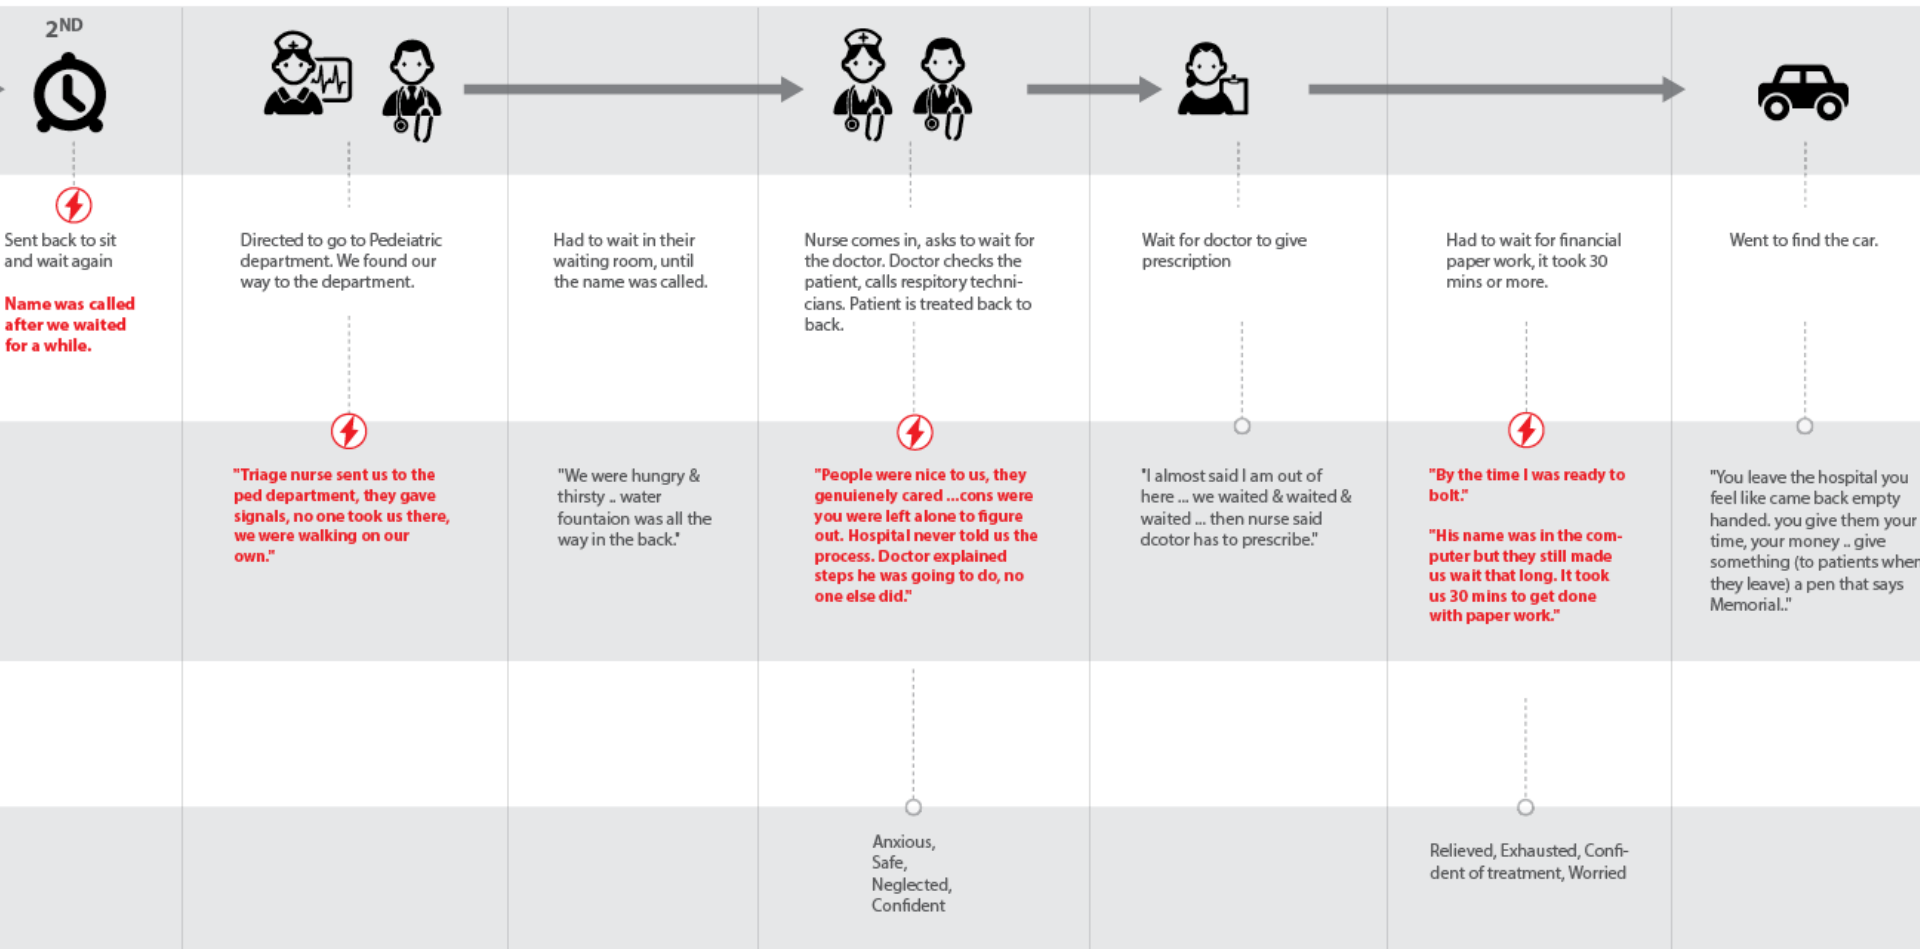 2ND
Sent back to sit
and wait again
Name was called
after we waited
for a while.
Directed to go to Pedeiatric
department. We found our
way to the department.
Had to wait in their
waiting room, until
the name was called.
Nurse comes in, asks to wait for
the doctor. Doctor checks the
patient, calls respitory techni-
cians. Patient is treated back to
back.
Wait for doctor to give
prescription
Had to wait for financial
paper work, it took 30
mins or more.
Went to find the car.
"Triage nurse sent us to the
ped department, they gave
signals, no one took us there,
we were walking on our
own."
"We were hungry &
thirsty .. water
fountaion was all the
way in the back."
"People were nice to us, they
genuienely cared ...cons were
you were left alone to figure
out. Hospital never told us the
process. Doctor explained
steps he was going to do, no
one else did."
"I almost said I am out of
here ... we waited & waited &
waited ... then nurse said
dcotor has to prescribe."
"By the time I was ready to
bolt."
"His name was in the com-
puter but they still made
us wait that long. It took
us 30 mins to get done
with paper work."
"You leave the hospital you
feel like came back empty
handed. you give them your
time, your money .. give
something (to patients when
they leave) a pen that says
Memorial.."
Anxious,
Safe,
Neglected,
Confident
Relieved, Exhausted, Confi-
dent of treatment, Worried